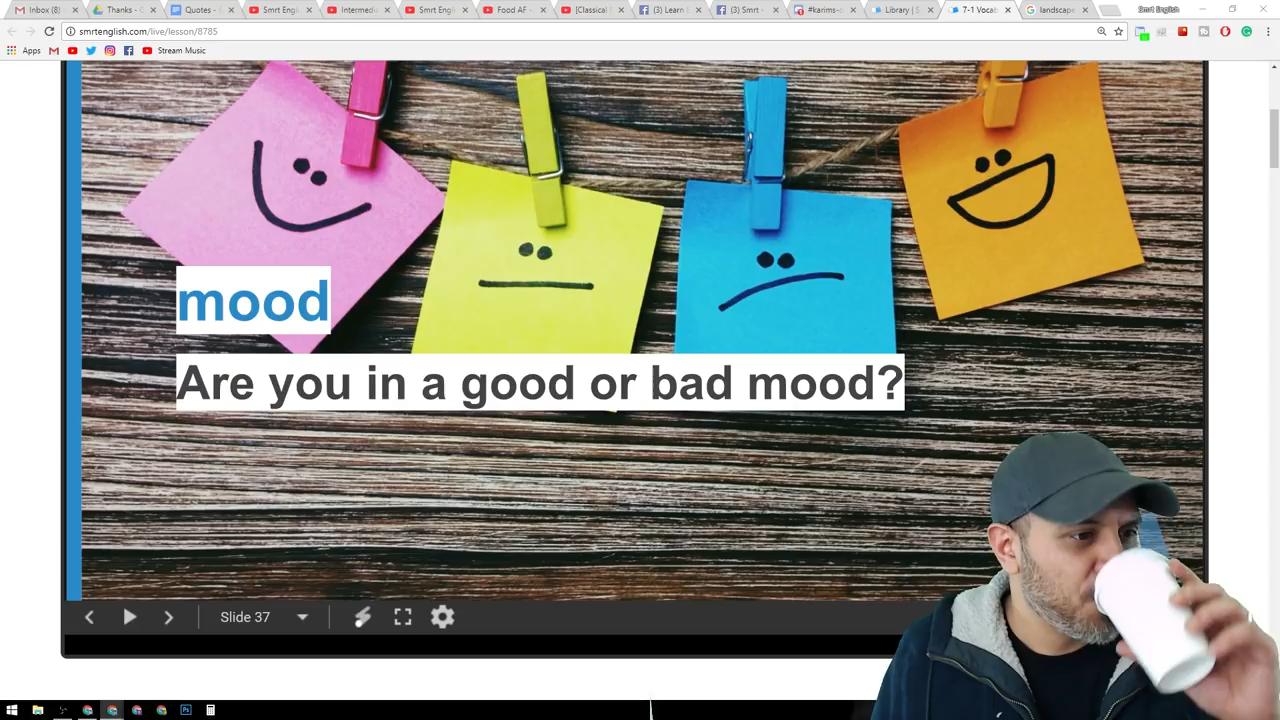 Inbox (8)
Thanks - G
Quotes -
Smrt Engl
Intermedi
Smrt Engl
Food AF -
[Classical
(3) Learn E
(3) Smrt -
#karims-c
Library | S
7-1 Vocab
landscape
Smrt English
smrtenglish.com/live/lesson/8785
Apps
Stream Music
mood
Are you in a good or bad mood?
Slide 37